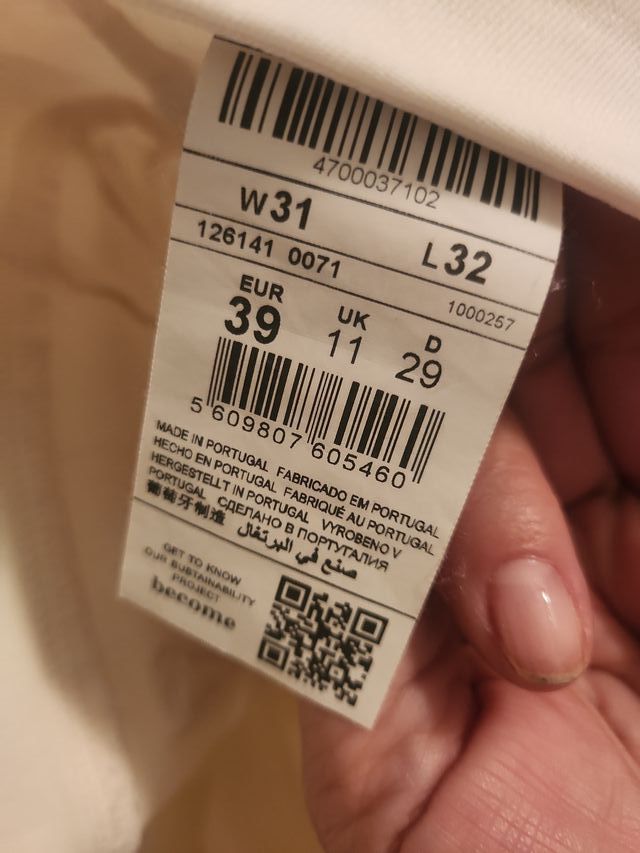 4700037102
W31 L32
126141 0071 1000257
EUR UK D
39 11 29
5 609807 605460
MADE IN PORTUGAL FABRICADO EM PORTUGAL
HECHO EN PORTUGAL FABRIQUÉ AU PORTUGAL
HERGESTELLT IN PORTUGAL VYROBENO V
PORTUGAL СДЕЛАНО В ПОРТУГАЛИЯ
葡萄牙制造 صنع في البرتغال
GET TO KNOW
OUR SUSTAINABILITY
PROJECT
become